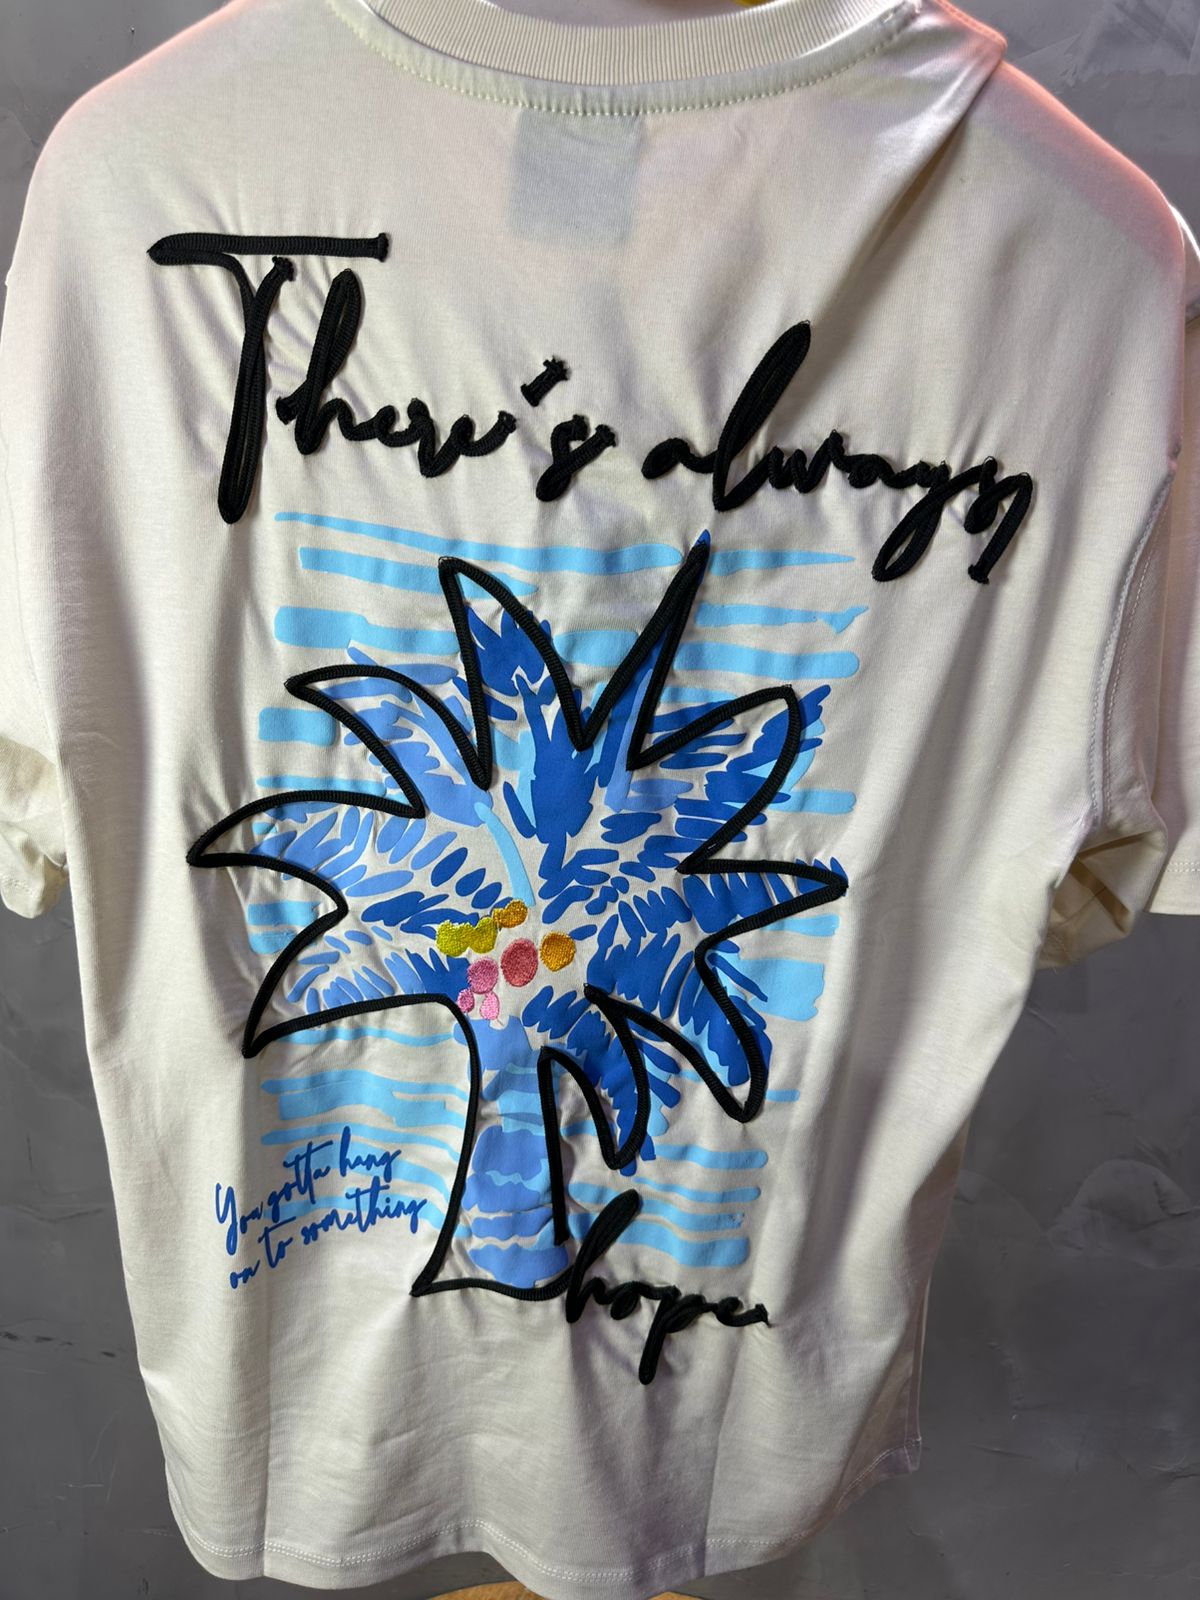 There's always
You gotta hang
on to something
hope